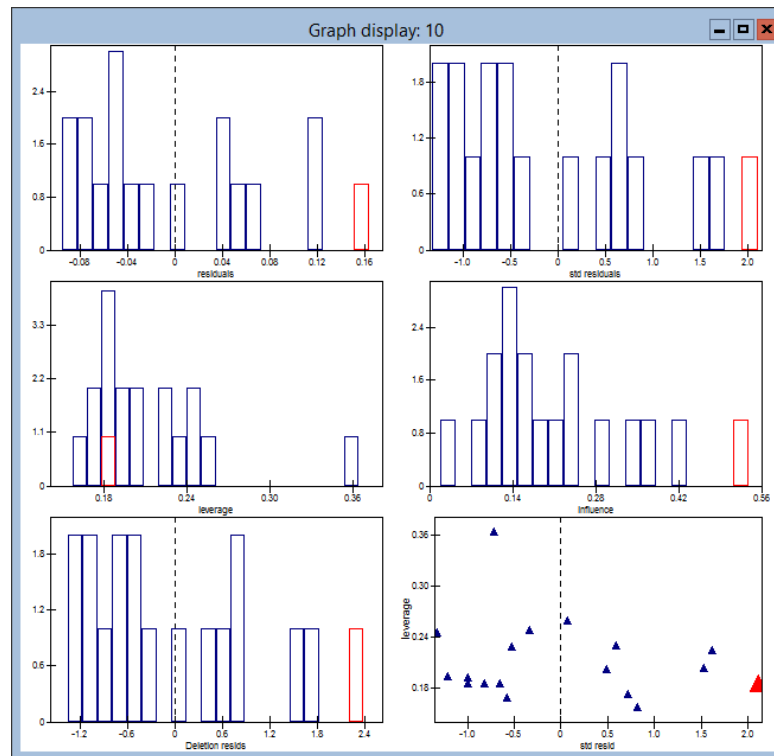 Graph display: 10
2.4
1.6
0.8
0
-0.08 -0.04 0 0.04 0.08 0.12 0.16
residuals
1.8
1.2
0.6
0
-1.0 -0.5 0 0.5 1.0 1.5 2.0
std residuals
3.3
2.2
1.1
0
0.18 0.24 0.30 0.36
leverage
2.4
1.6
0.8
0
0 0.14 0.28 0.42 0.56
Influence
1.8
1.2
0.6
0
-1.2 -0.6 0 0.6 1.2 1.8 2.4
Deletion resids
leverage
0.36
0.30
0.24
0.18
-1.0 -0.5 0 0.5 1.0 1.5 2.0
std resid